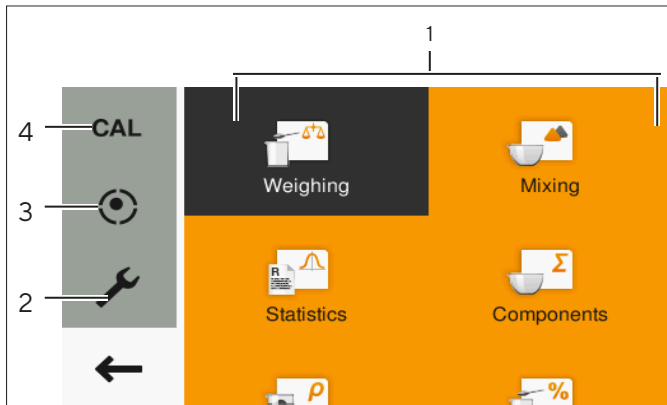 1
4 CAL
Weighing Mixing
3
R Σ
2
Statistics Components
ρ %